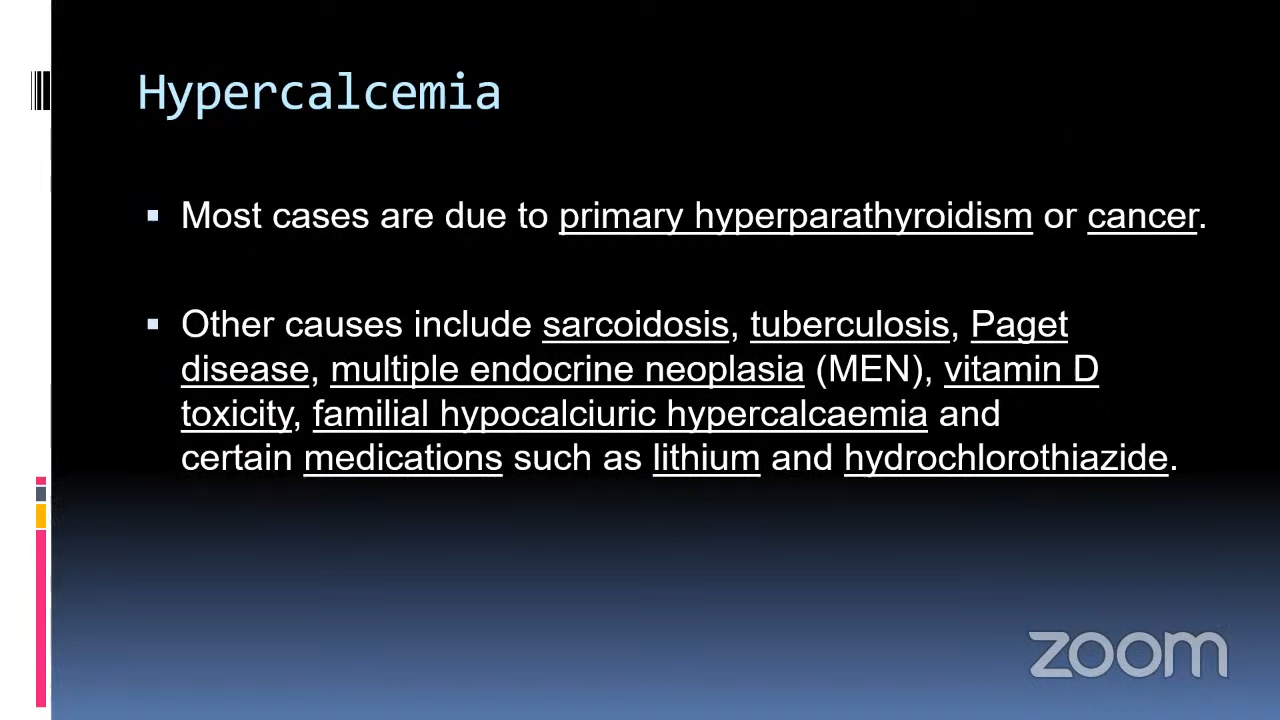 Hypercalcemia
▪ Most cases are due to primary hyperparathyroidism or cancer.
▪ Other causes include sarcoidosis, tuberculosis, Paget
disease, multiple endocrine neoplasia (MEN), vitamin D
toxicity, familial hypocalciuric hypercalcaemia and
certain medications such as lithium and hydrochlorothiazide.
zoom